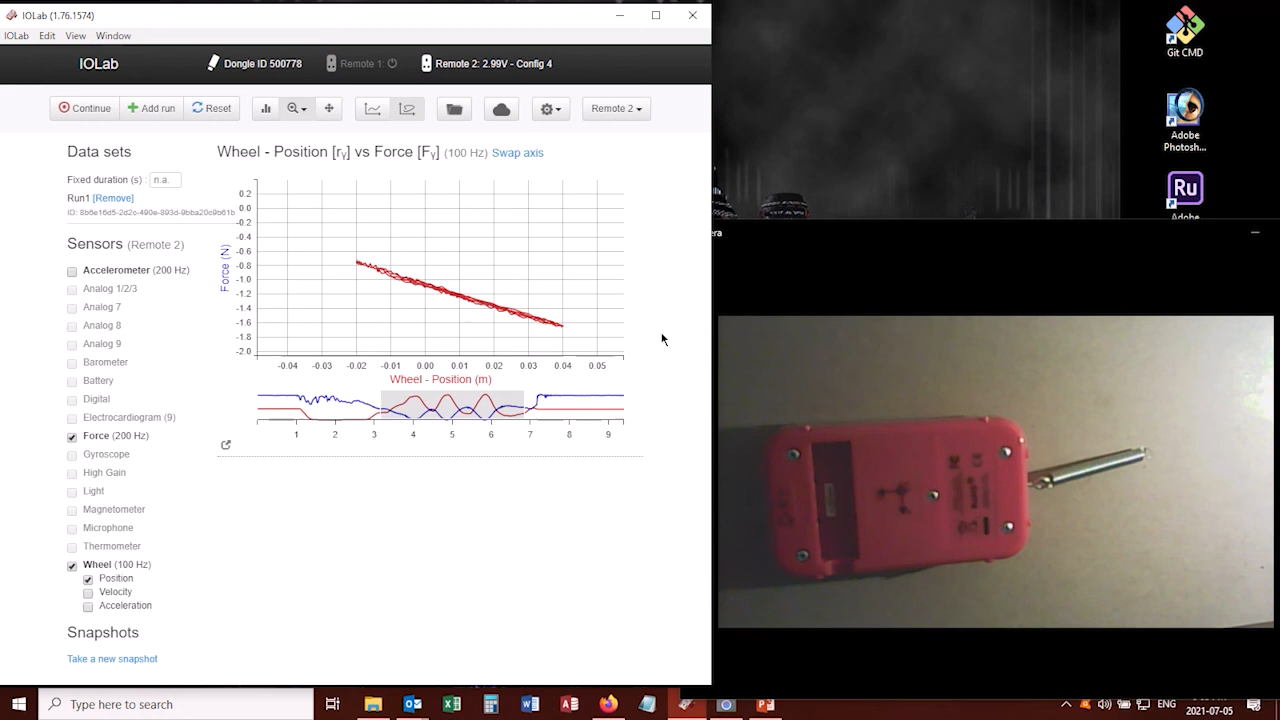 IOLab (1.76.1574)
IOLab Edit View Window
IOLab Dongle ID 500778 Remote 1: Remote 2: 2.99V - Config 4
Continue Add run Reset Remote 2
Data sets
Fixed duration (s) : n.a.
Run1 [Remove]
Sensors (Remote 2)
Accelerometer (200 Hz)
Analog 1/2/3
Analog 7
Analog 8
Analog 9
Barometer
Battery
Digital
Electrocardiogram (9)
Force (200 Hz)
Gyroscope
High Gain
Light
Magnetometer
Microphone
Thermometer
Wheel (100 Hz)
Position
Velocity
Acceleration
Snapshots
Take a new snapshot
Wheel - Position [rY] vs Force [FY] (100 Hz) Swap axis
Force (N)
0.2
0.0
-0.2
-0.4
-0.6
-0.8
-1.0
-1.2
-1.4
-1.6
-1.8
-2.0
-0.04 -0.03 -0.02 -0.01 0.00 0.01 0.02 0.03 0.04 0.05
Wheel - Position (m)
1 2 3 4 5 6 7 8 9
Git CMD
Adobe
Photosh...
Ru
Adobe
era
Type here to search
ENG
2021-07-05